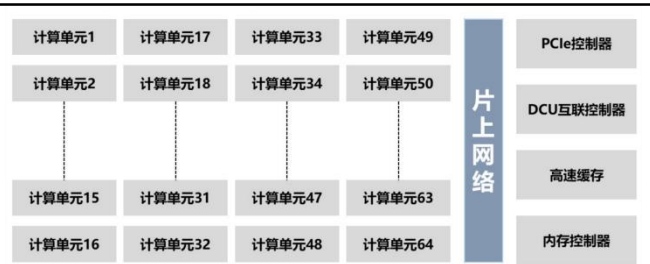 计算单元1 计算单元17 计算单元33 计算单元49
计算单元2 计算单元18 计算单元34 计算单元50
计算单元15 计算单元31 计算单元47 计算单元63
计算单元16 计算单元32 计算单元48 计算单元64
片上网络
PCIe控制器
DCU互联控制器
高速缓存
内存控制器